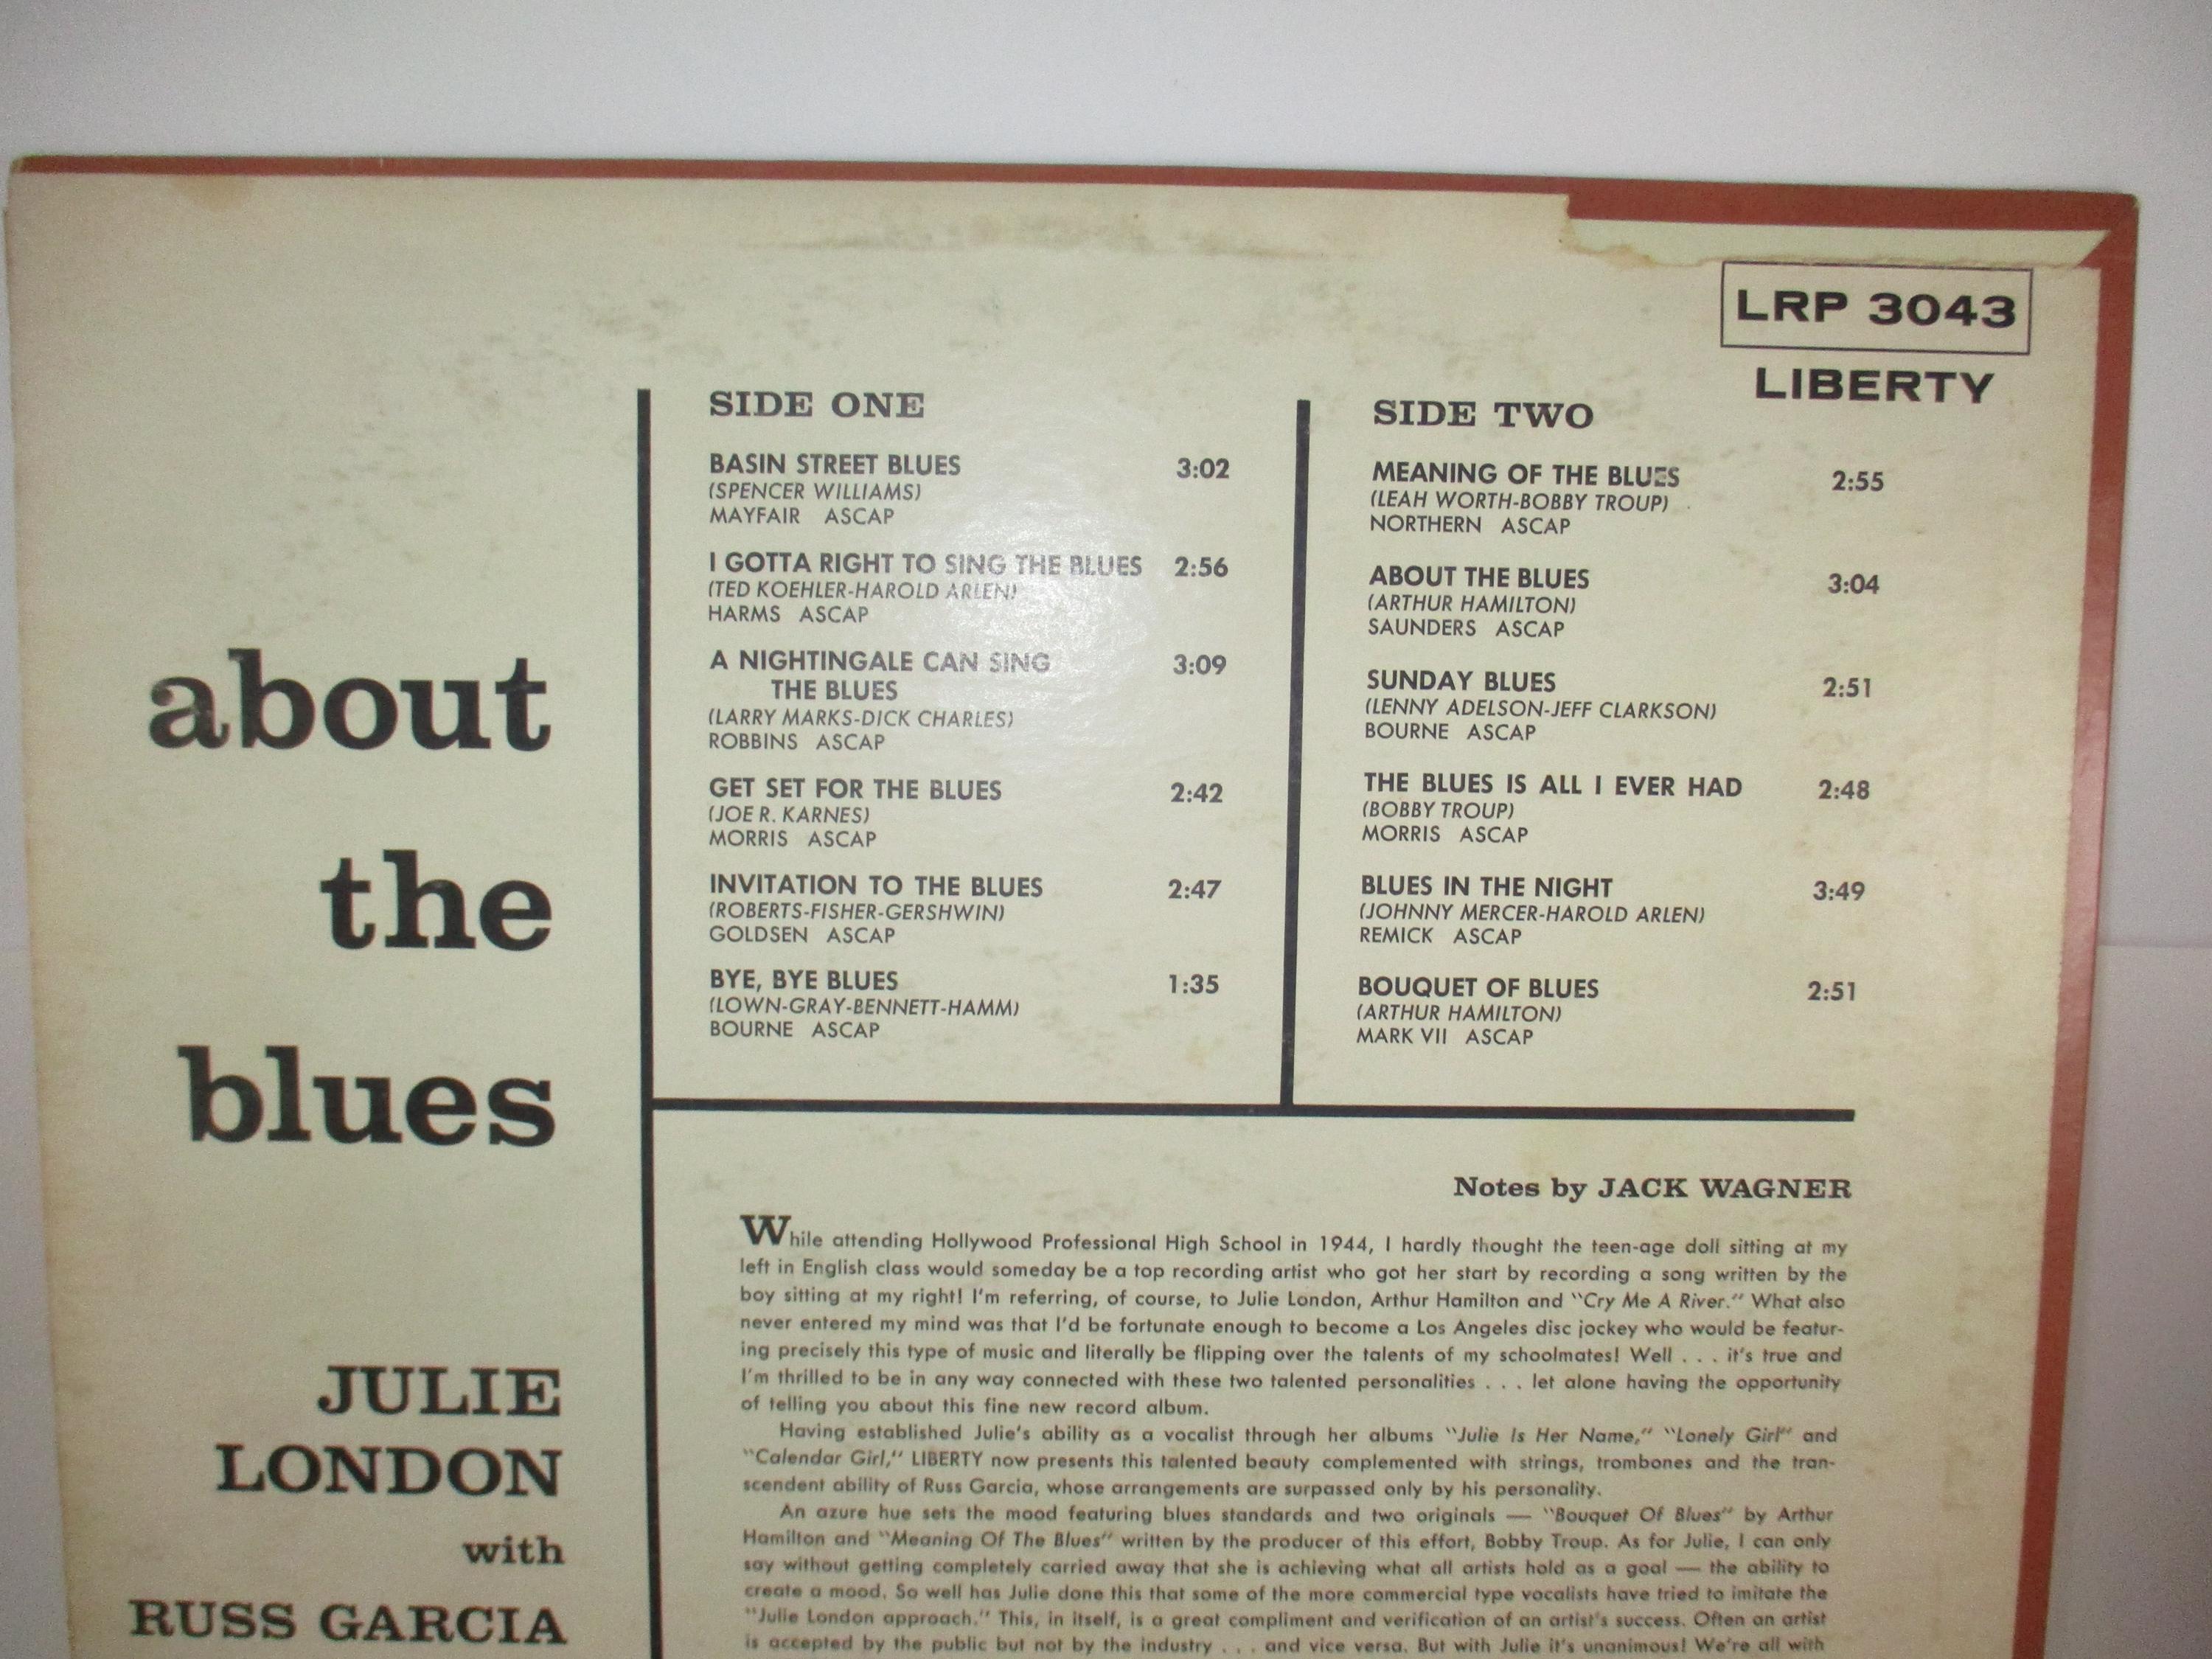 LRP 3043
LIBERTY
about
the
blues
JULIE
LONDON
with
RUSS GARCIA
SIDE ONE
BASIN STREET BLUES 3:02
(SPENCER WILLIAMS)
MAYFAIR ASCAP
I GOTTA RIGHT TO SING THE BLUES 2:56
(TED KOEHLER-HAROLD ARLEN)
HARMS ASCAP
A NIGHTINGALE CAN SING 3:09
THE BLUES
(LARRY MARKS-DICK CHARLES)
ROBBINS ASCAP
GET SET FOR THE BLUES 2:42
(JOE R. KARNES)
MORRIS ASCAP
INVITATION TO THE BLUES 2:47
(ROBERTS-FISHER-GERSHWIN)
GOLDSEN ASCAP
BYE, BYE BLUES 1:35
(LOWN-GRAY-BENNETT-HAMM)
BOURNE ASCAP
SIDE TWO
MEANING OF THE BLUES 2:55
(LEAH WORTH-BOBBY TROUP)
NORTHERN ASCAP
ABOUT THE BLUES 3:04
(ARTHUR HAMILTON)
SAUNDERS ASCAP
SUNDAY BLUES 2:51
(LENNY ADELSON-JEFF CLARKSON)
BOURNE ASCAP
THE BLUES IS ALL I EVER HAD 2:48
(BOBBY TROUP)
MORRIS ASCAP
BLUES IN THE NIGHT 3:49
(JOHNNY MERCER-HAROLD ARLEN)
REMICK ASCAP
BOUQUET OF BLUES 2:51
(ARTHUR HAMILTON)
MARK VII ASCAP
Notes by JACK WAGNER
While attending Hollywood Professional High School in 1944, I hardly thought the teen-age doll sitting at my
left in English class would someday be a top recording artist who got her start by recording a song written by the
boy sitting at my right! I'm referring, of course, to Julie London, Arthur Hamilton and "Cry Me A River." What also
never entered my mind was that I'd be fortunate enough to become a Los Angeles disc jockey who would be featur-
ing precisely this type of music and literally be flipping over the talents of my schoolmates! Well . . . it's true and
I'm thrilled to be in any way connected with these two talented personalities . . . let alone having the opportunity
of telling you about this fine new record album.
Having established Julie's ability as a vocalist through her albums "Julie Is Her Name," "Lonely Girl" and
"Calendar Girl," LIBERTY now presents this talented beauty complemented with strings, trombones and the tran-
scendent ability of Russ Garcia, whose arrangements are surpassed only by his personality.
An azure hue sets the mood featuring blues standards and two originals — "Bouquet Of Blues" by Arthur
Hamilton and "Meaning Of The Blues" written by the producer of this effort, Bobby Troup. As for Julie, I can only
say without getting completely carried away that she is achieving what all artists hold as a goal — the ability to
create a mood. So well has Julie done this that some of the more commercial type vocalists have tried to imitate the
"Julie London approach." This, in itself, is a great compliment and verification of an artist's success. Often an artist
is accepted by the public but not by the industry . . . and vice versa. But with Julie it's unanimous! We're all with